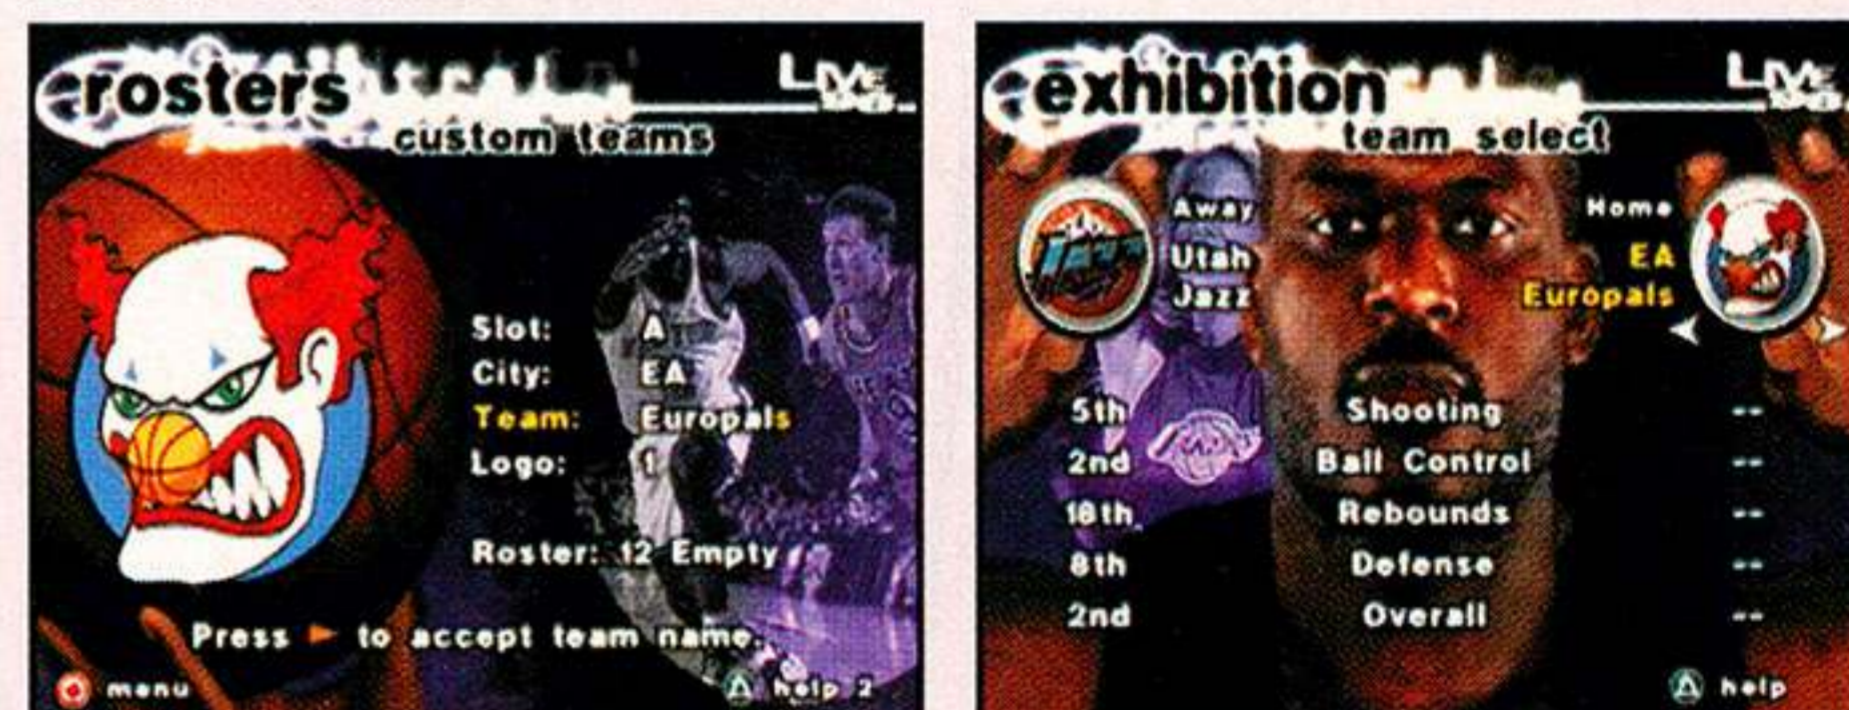 rosters
LIVE
custom teams
Slot: A
City: EA
Team: Europals
Logo: 1
Roster: 12 Empty
Press to accept team name.
menu
help 2
exhibition
LIVE
team select
Away
Utah
Jazz
Home
EA
Europals
JAZZ
5th Shooting --
2nd Ball Control --
18th Rebounds --
8th Defense --
2nd Overall --
help